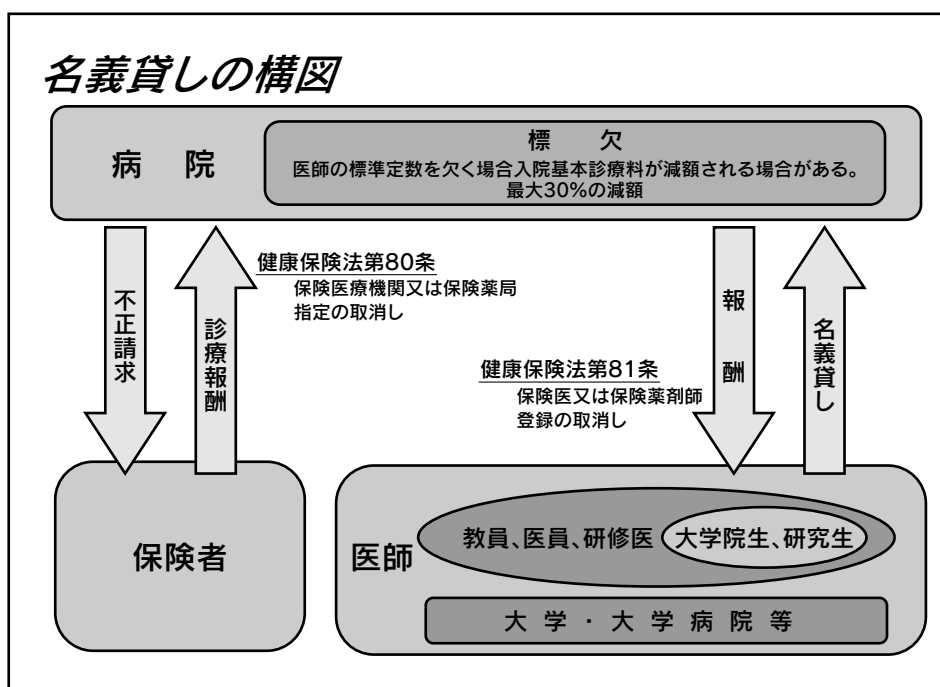 名義貸しの構図
病院
標欠
医師の標準定数を欠く場合入院基本診療料が減額される場合がある。
最大30%の減額
不正請求
診療報酬
健康保険法第80条
保険医療機関又は保険薬局
指定の取消し
健康保険法第81条
保険医又は保険薬剤師
登録の取消し
報酬
名義貸し
保険者
医師
教員、医員、研修医
大学院生、研究生
大学・大学病院等